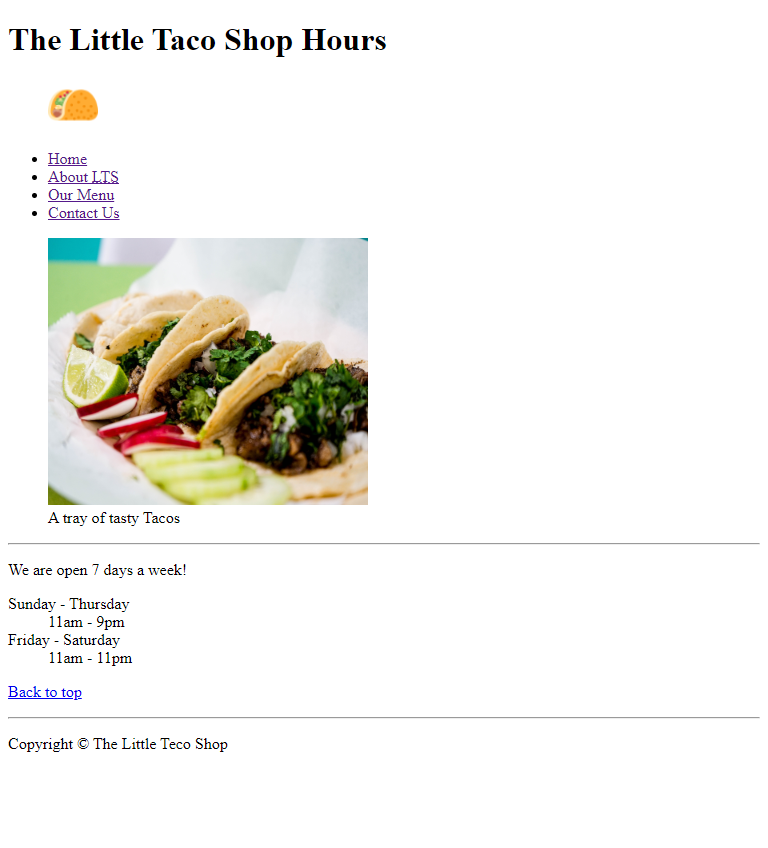 The Little Taco Shop Hours
Home
About LTS
Our Menu
Contact Us
A tray of tasty Tacos
We are open 7 days a week!
Sunday - Thursday
11am - 9pm
Friday - Saturday
11am - 11pm
Back to top
Copyright © The Little Teco Shop